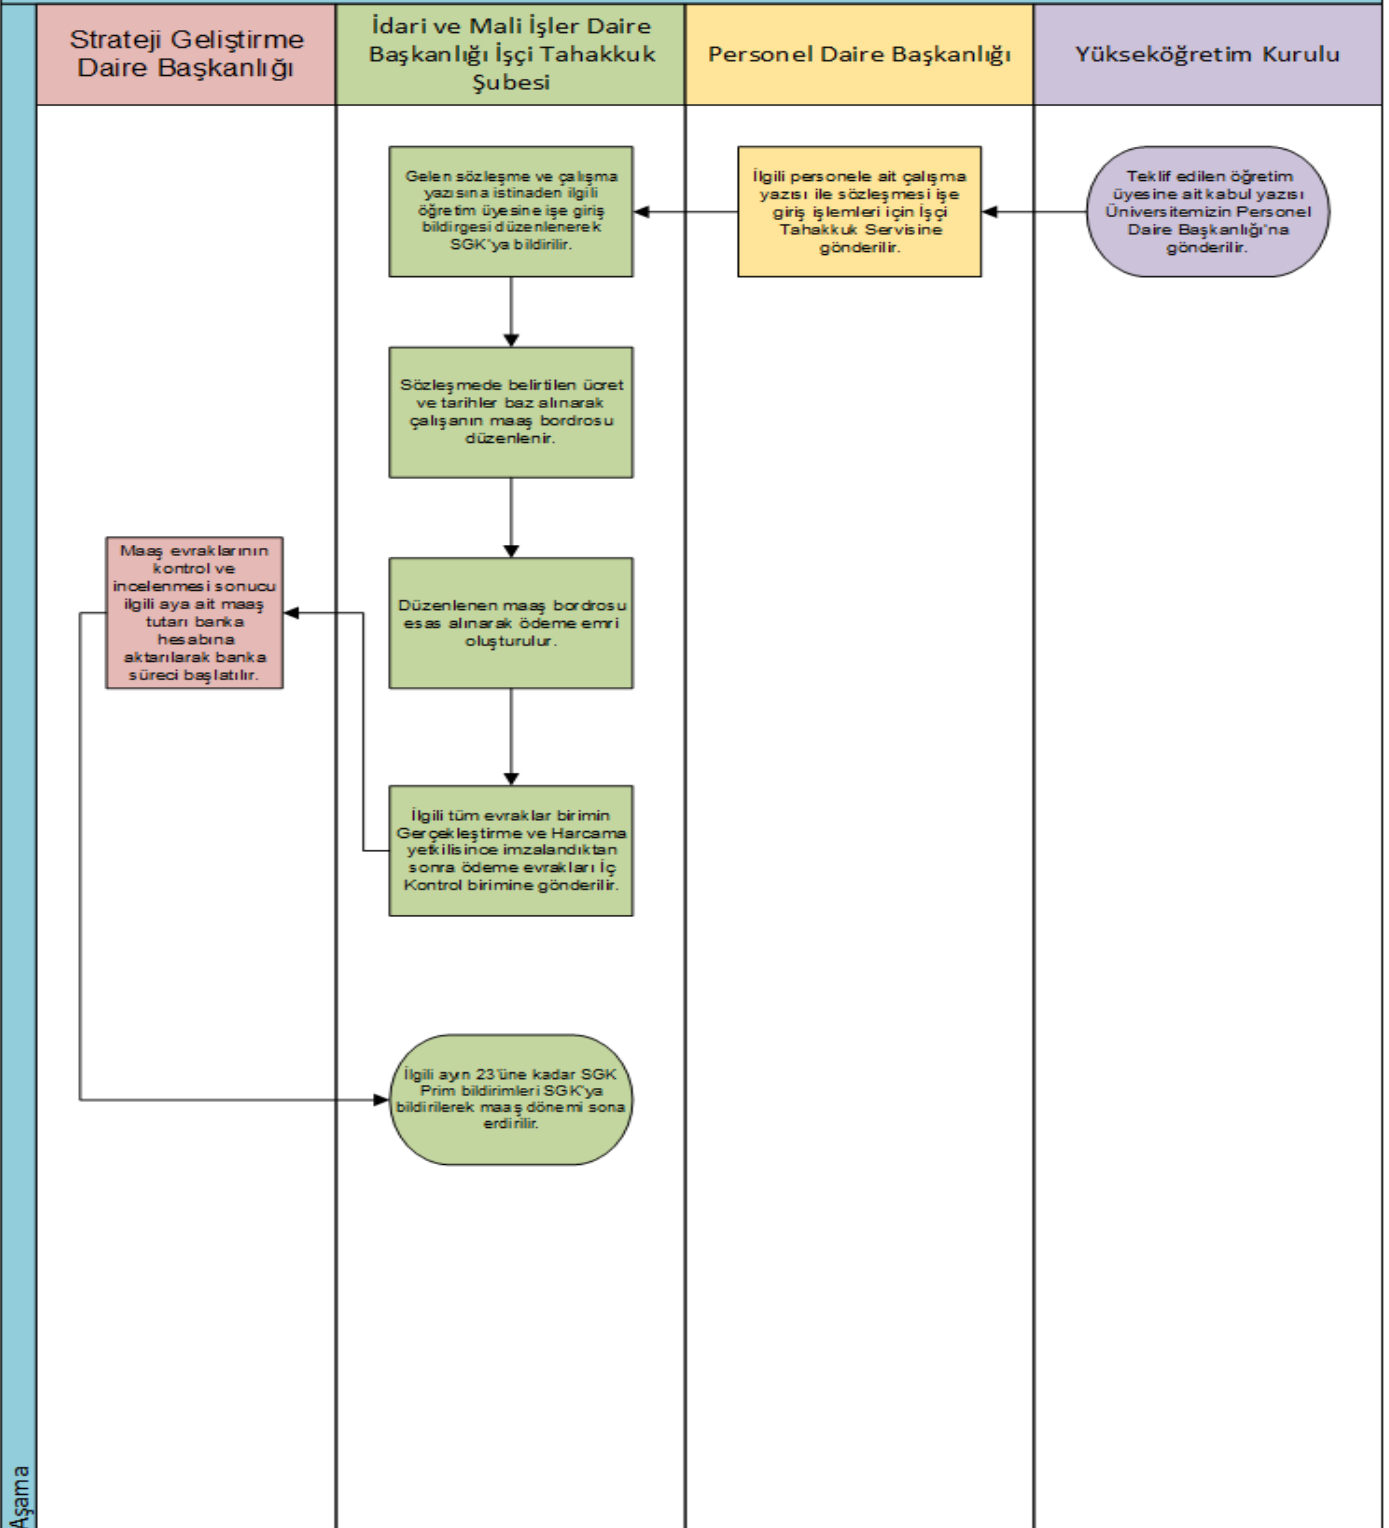 Strateji Geliştirme
Daire Başkanlığı
İdari ve Mali İşler Daire
Başkanlığı İşçi Tahakkuk
Şubesi
Personel Daire Başkanlığı
Yükseköğretim Kurulu
Gelen sözleşme ve çalışma
yazısına istinaden ilgili
öğretim üyesine işe giriş
bildirgesi düzenlenerek
SGK'ya bildirilir.
İlgili personele ait çalışma
yazısı ile sözleşmesi işe
giriş işlemleri için İşçi
Tahakkuk Servisine
gönderilir.
Teklif edilen öğretim
üyesine ait kabul yazısı
Üniversitemizin Personel
Daire Başkanlığı'na
gönderilir.
Sözleşmede belirtilen ücret
ve tarihler baz alınarak
çalışanın maaş bordrosu
düzenlenir.
Maaş evraklarının
kontrol ve
incelenmesi sonucu
ilgili aya ait maaş
tutarı banka
hesabına
aktarılarak banka
süreci başlatılır.
Düzenlenen maaş bordrosu
esas alınarak ödeme emri
oluşturulur.
İlgili tüm evraklar birimin
Gerçekleştirme ve Harcama
yetkilisince imzalandıktan
sonra ödeme evrakları İç
Kontrol birimine gönderilir.
İlgili ayın 23'üne kadar SGK
Prim bildirimleri SGK'ya
bildirilerek maaş dönemi sona
erdirilir.
Aşama